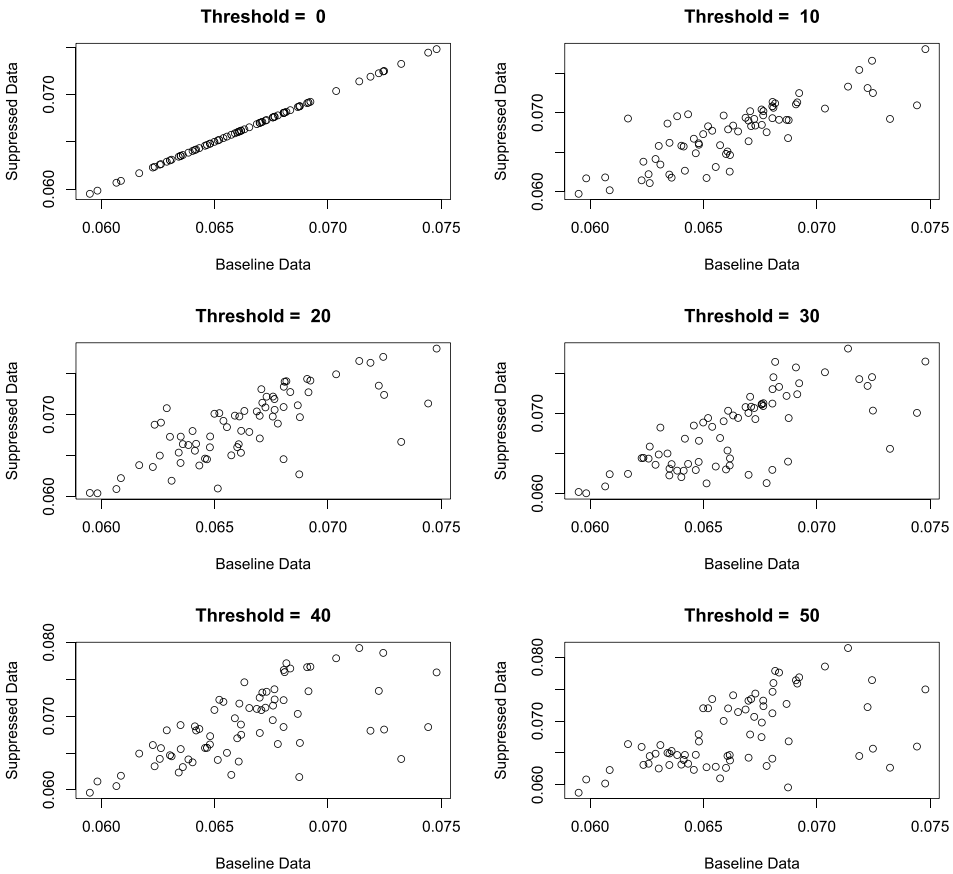 Threshold =  0
Suppressed Data
0.070
0.060
0.060 0.065 0.070 0.075
Baseline Data
Threshold =  10
Suppressed Data
0.070
0.060
0.060 0.065 0.070 0.075
Baseline Data
Threshold =  20
Suppressed Data
0.070
0.060
0.060 0.065 0.070 0.075
Baseline Data
Threshold =  30
Suppressed Data
0.070
0.060
0.060 0.065 0.070 0.075
Baseline Data
Threshold =  40
Suppressed Data
0.080
0.070
0.060
0.060 0.065 0.070 0.075
Baseline Data
Threshold =  50
Suppressed Data
0.080
0.070
0.060
0.060 0.065 0.070 0.075
Baseline Data